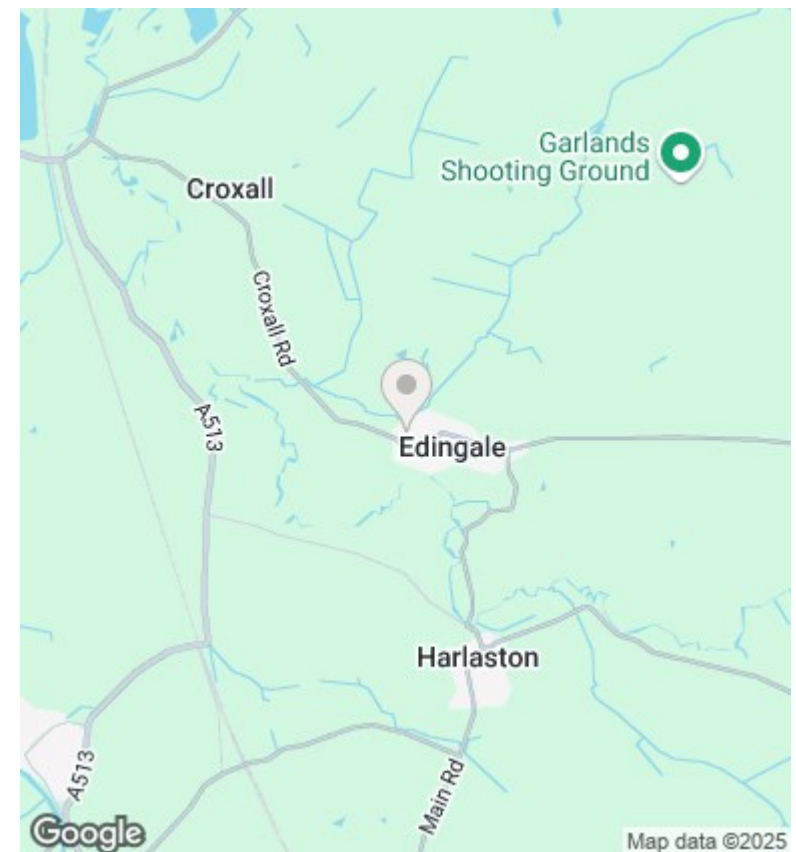 Garlands
Shooting Ground
Croxall
Croxall Rd
A513
Edingale
Harlaston
A513
Main Rd
Google
Map data ©2025